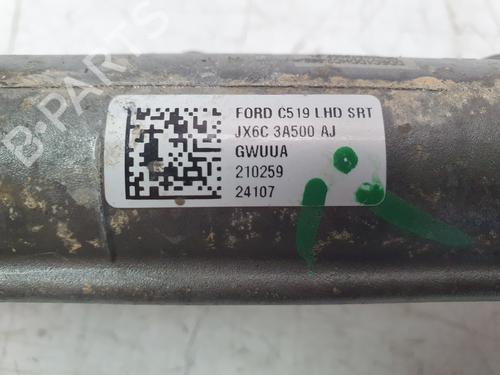 FORD C519 LHD SRT
JX6C 3A500 AJ
GWUUA
210259
24107
B-Parts